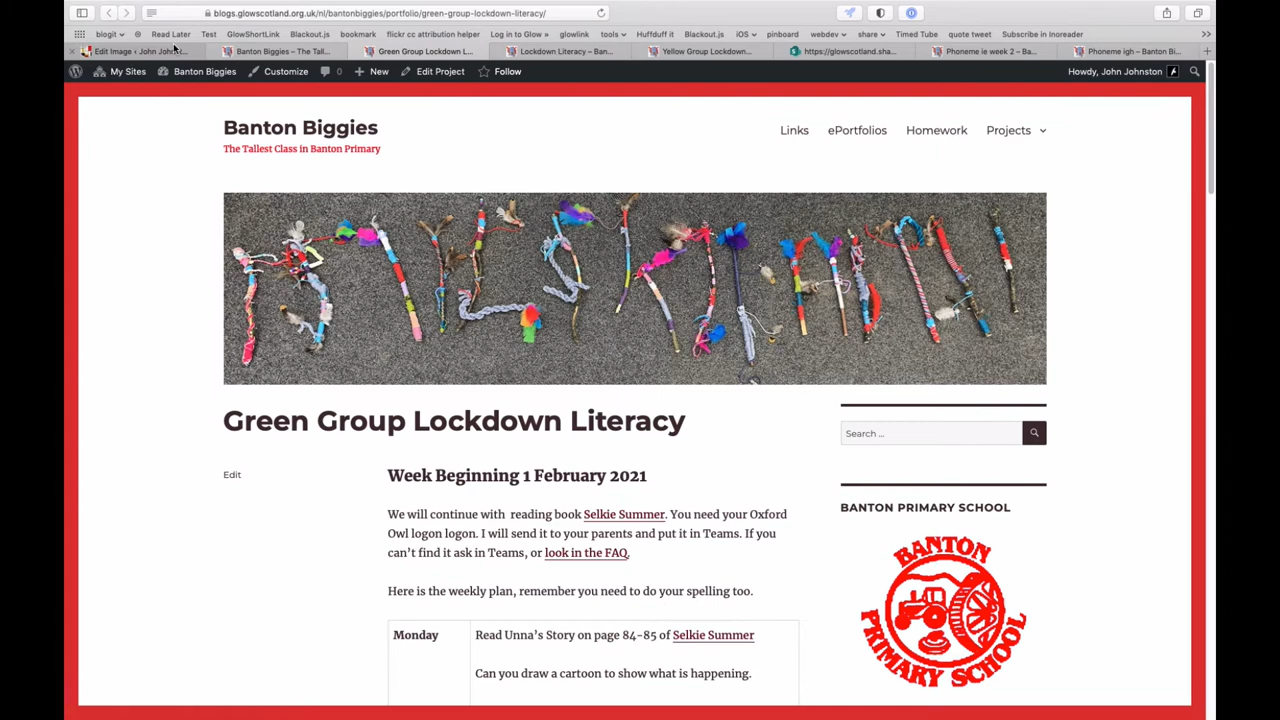 blogs.glowscotland.org.uk/nl/bantonbiggies/portfolio/green-group-lockdown-literacy/
blogit Read Later Test GlowShortLink Blackout.js bookmark flickr cc attribution helper Log in to Glow » glowlink tools Huffduff it Blackout.js iOS pinboard webdev share Timed Tube quote tweet Subscribe in Inoreader
Edit Image ‹ John John... Banton Biggies – The Tall... Green Group Lockdown L... Lockdown Literacy – Ban... Yellow Group Lockdown... https://glowscotland.sha... Phoneme ie week 2 – Ba... Phoneme igh – Banton Bi...
My Sites Banton Biggies Customize 0 New Edit Project Follow Howdy, John Johnston
Banton Biggies
The Tallest Class in Banton Primary
Links ePortfolios Homework Projects
Green Group Lockdown Literacy
Search ...
Edit
Week Beginning 1 February 2021
We will continue with reading book Selkie Summer. You need your Oxford
Owl logon logon. I will send it to your parents and put it in Teams. If you
can't find it ask in Teams, or look in the FAQ.
Here is the weekly plan, remember you need to do your spelling too.
Monday Read Unna's Story on page 84-85 of Selkie Summer
Can you draw a cartoon to show what is happening.
BANTON PRIMARY SCHOOL
BANTON
PRIMARY SCHOOL